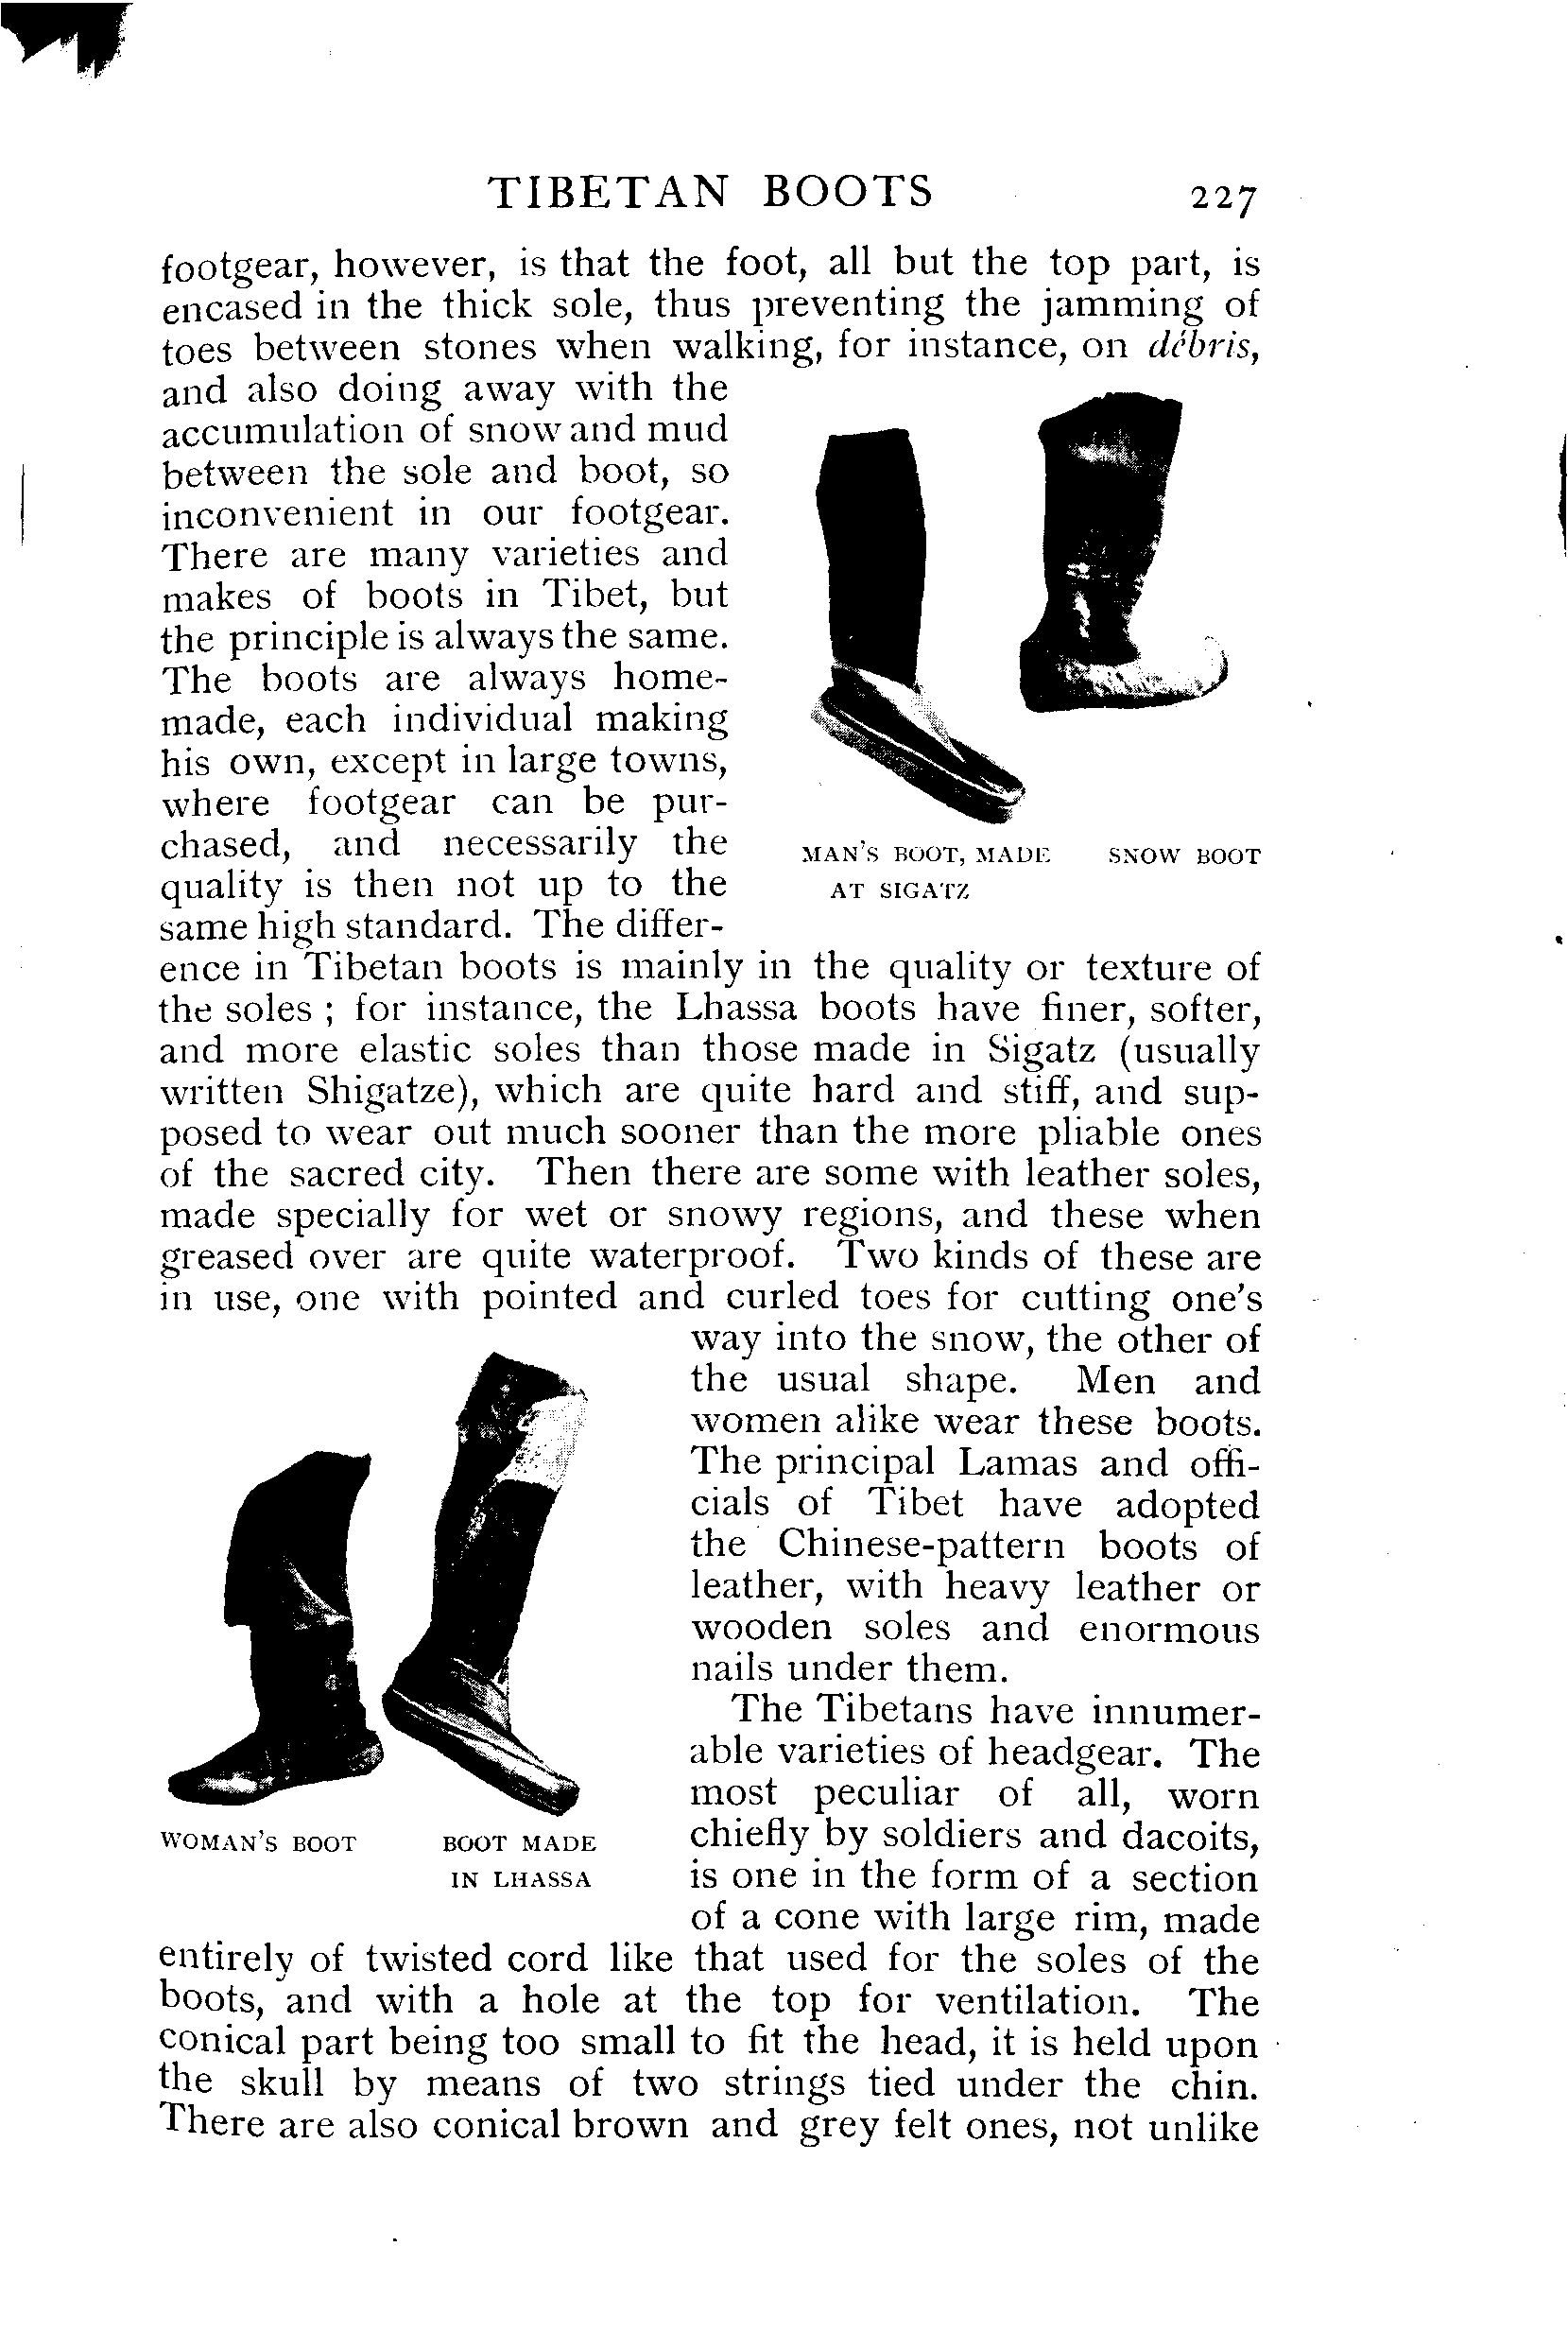 TIBETAN BOOTS 227
footgear, however, is that the foot, all but the top part, is
encased in the thick sole, thus preventing the jamming of
toes between stones when walking, for instance, on débris,
and also doing away with the
accumulation of snow and mud
between the sole and boot, so
inconvenient in our footgear.
There are many varieties and
makes of boots in Tibet, but
the principle is always the same.
The boots are always home-
made, each individual making
his own, except in large towns,
where footgear can be pur-
chased, and necessarily the
quality is then not up to the
same high standard. The differ-
MAN'S BOOT, MADE
AT SIGATZ
SNOW BOOT
ence in Tibetan boots is mainly in the quality or texture of
the soles ; for instance, the Lhassa boots have finer, softer,
and more elastic soles than those made in Sigatz (usually
written Shigatze), which are quite hard and stiff, and sup-
posed to wear out much sooner than the more pliable ones
of the sacred city. Then there are some with leather soles,
made specially for wet or snowy regions, and these when
greased over are quite waterproof. Two kinds of these are
in use, one with pointed and curled toes for cutting one's
way into the snow, the other of
the usual shape. Men and
women alike wear these boots.
The principal Lamas and offi-
cials of Tibet have adopted
the Chinese-pattern boots of
leather, with heavy leather or
wooden soles and enormous
nails under them.
The Tibetans have innumer-
able varieties of headgear. The
most peculiar of all, worn
chiefly by soldiers and dacoits,
is one in the form of a section
of a cone with large rim, made
WOMAN'S BOOT
BOOT MADE
IN LHASSA
entirely of twisted cord like that used for the soles of the
boots, and with a hole at the top for ventilation. The
conical part being too small to fit the head, it is held upon
the skull by means of two strings tied under the chin.
There are also conical brown and grey felt ones, not unlike